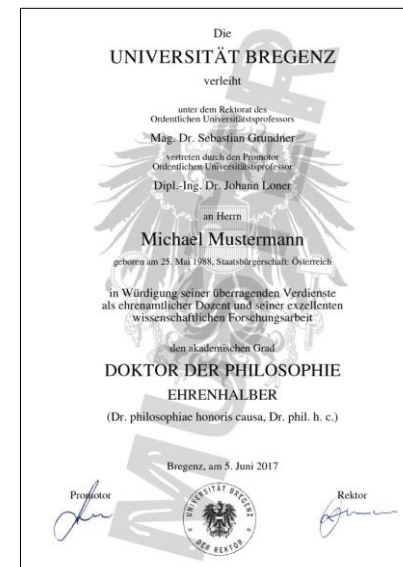 Die
UNIVERSITÄT BREGENZ
verleiht
unter dem Rektorat des
Ordentlichen Universitätsprofessors
Mag. Dr. Sebastian Grundner
vertreten durch den Promotor
Ordentlichen Universitätsprofessor
Dipl.-Ing. Dr. Johann Loner
an Herrn
Michael Mustermann
geboren am 25. Mai 1988, Staatsbürgerschaft: Österreich
in Würdigung seiner überragenden Verdienste
als ehrenamtlicher Dozent und seiner exzellenten
wissenschaftlichen Forschungsarbeit
den akademischen Grad
DOKTOR DER PHILOSOPHIE
EHRENHALBER
(Dr. philosophiae honoris causa, Dr. phil. h. c.)
Bregenz, am 5. Juni 2017
Promotor
Rektor
UNIVERSITÄT BREGENZ
DER REKTOR
MUSTER